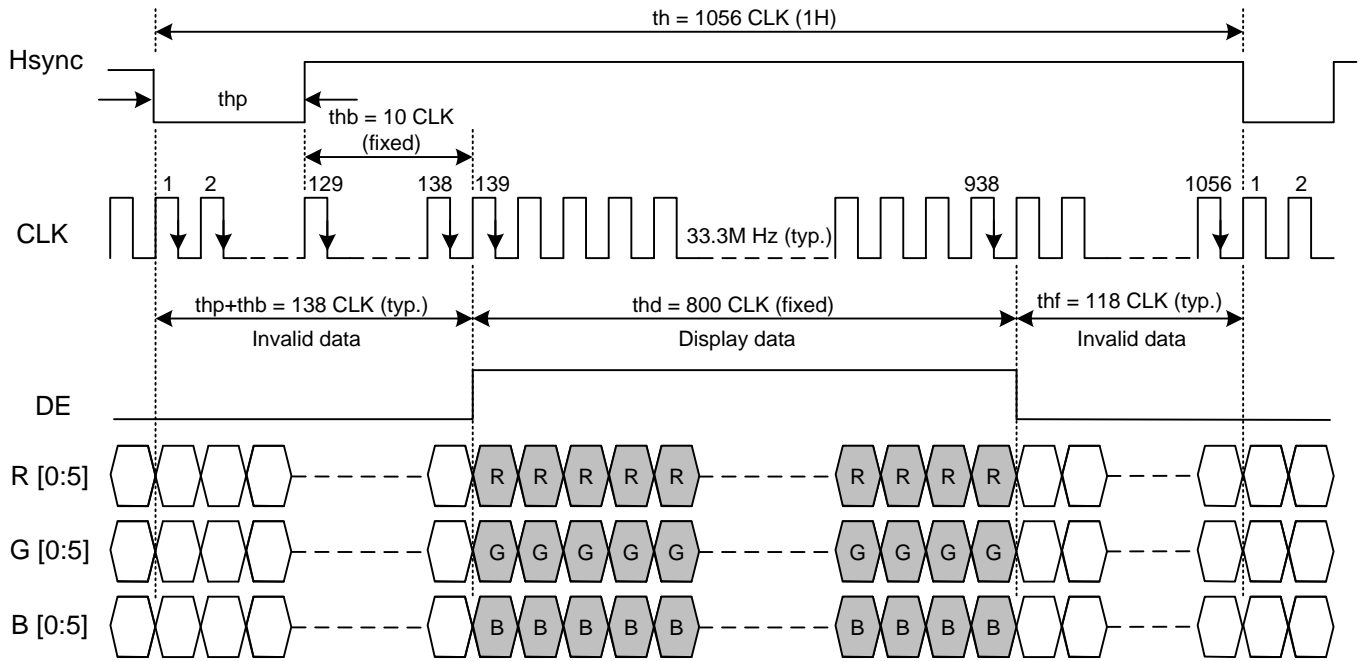 th = 1056 CLK (1H)
Hsync
thp
thb = 10 CLK
(fixed)
1 2 129 138 139 938 1056 1 2
CLK
33.3M Hz (typ.)
thp+thb = 138 CLK (typ.) thd = 800 CLK (fixed) thf = 118 CLK (typ.)
Invalid data Display data Invalid data
DE
R [0:5] R R R R R R R R R
G [0:5] G G G G G G G G G
B [0:5] B B B B B B B B B